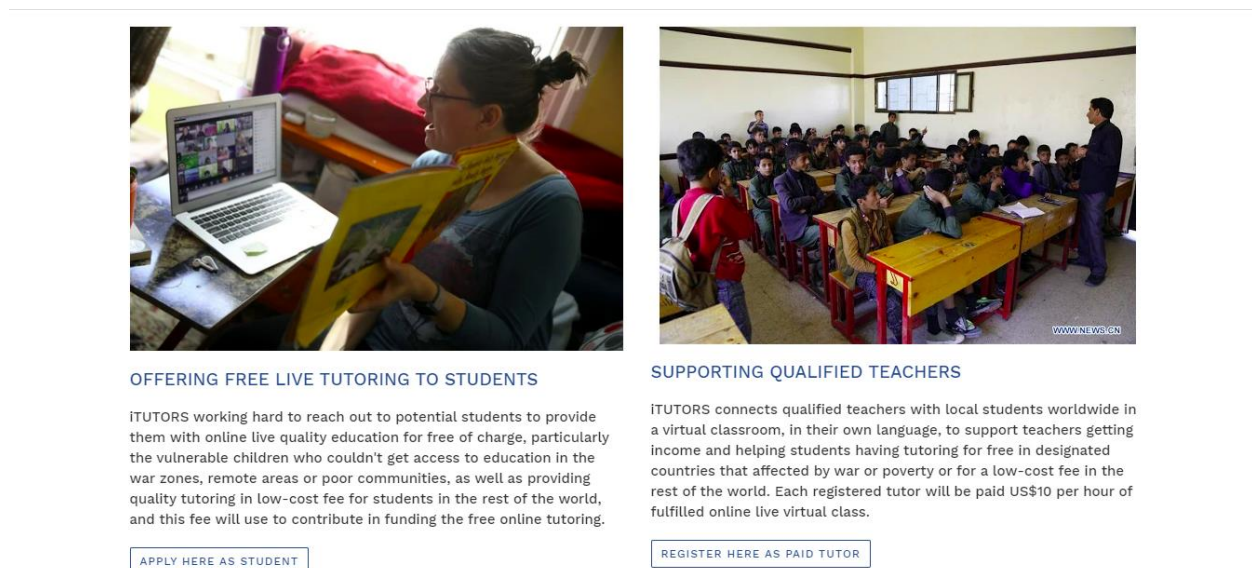 WWW.NEWS.CN
OFFERING FREE LIVE TUTORING TO STUDENTS
iTUTORS working hard to reach out to potential students to provide
them with online live quality education for free of charge, particularly
the vulnerable children who couldn't get access to education in the
war zones, remote areas or poor communities, as well as providing
quality tutoring in low-cost fee for students in the rest of the world,
and this fee will use to contribute in funding the free online tutoring.
APPLY HERE AS STUDENT
SUPPORTING QUALIFIED TEACHERS
iTUTORS connects qualified teachers with local students worldwide in
a virtual classroom, in their own language, to support teachers getting
income and helping students having tutoring for free in designated
countries that affected by war or poverty or for a low-cost fee in the
rest of the world. Each registered tutor will be paid US$10 per hour of
fulfilled online live virtual class.
REGISTER HERE AS PAID TUTOR